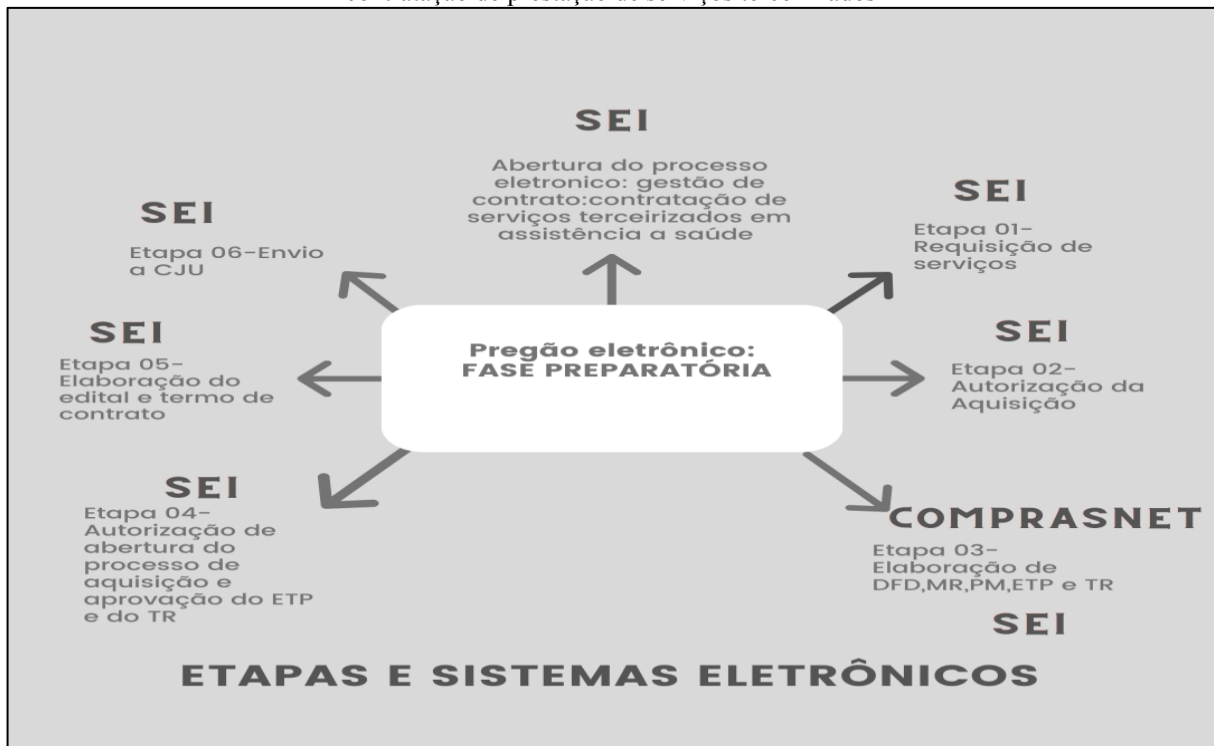 SEI
Abertura do processo
eletronico: gestão de
contrato:contratação de
serviços terceirizados em
assistência a saúde
SEI
Etapa 01-
Requisição de
serviços
SEI
Etapa 02-
Autorização da
Aquisição
COMPRASNET
Etapa 03-
Elaboração de
DFD,MR,PM,ETP e TR
SEI
SEI
Etapa 04-
Autorização de
abertura do
processo de
aquisição e
aprovação do ETP
e do TR
SEI
Etapa 05-
Elaboração do
edital e termo de
contrato
SEI
Etapa 06-Envio
a CJU
Pregão eletrônico:
FASE PREPARATÓRIA
ETAPAS E SISTEMAS ELETRÔNICOS